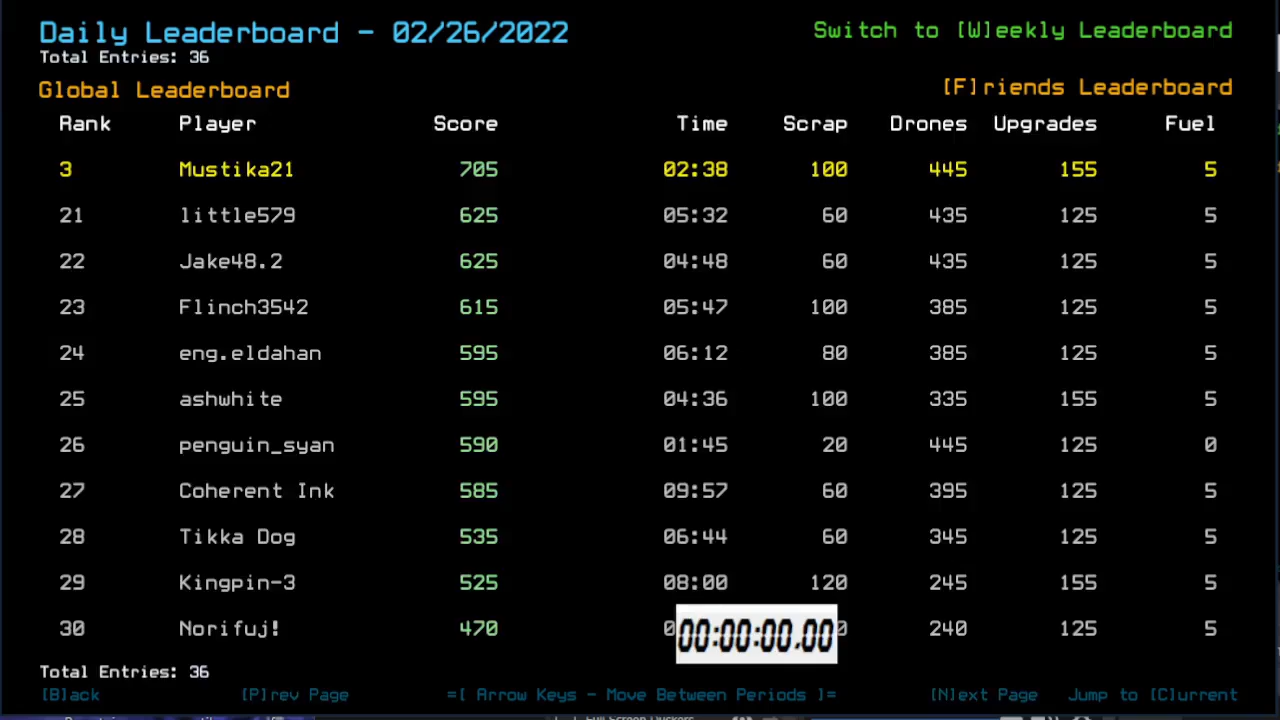 Daily Leaderboard - 02/26/2022 Switch to [W]eekly Leaderboard
Total Entries: 36
Global Leaderboard [F]riends Leaderboard
Rank Player Score Time Scrap Drones Upgrades Fuel
3 Mustika21 705 02:38 100 445 155 5
21 little579 625 05:32 60 435 125 5
22 Jake48.2 625 04:48 60 435 125 5
23 Flinch3542 615 05:47 100 385 125 5
24 eng.eldahan 595 06:12 80 385 125 5
25 ashwhite 595 04:36 100 335 155 5
26 penguin_syan 590 01:45 20 445 125 0
27 Coherent Ink 585 09:57 60 395 125 5
28 Tikka Dog 535 06:44 60 345 125 5
29 Kingpin-3 525 08:00 120 245 155 5
30 Norifuj! 470 00:00:00.00 240 125 5
Total Entries: 36
[B]ack [P]rev Page =[ Arrow Keys - Move Between Periods ]= [N]ext Page Jump to [C]urrent